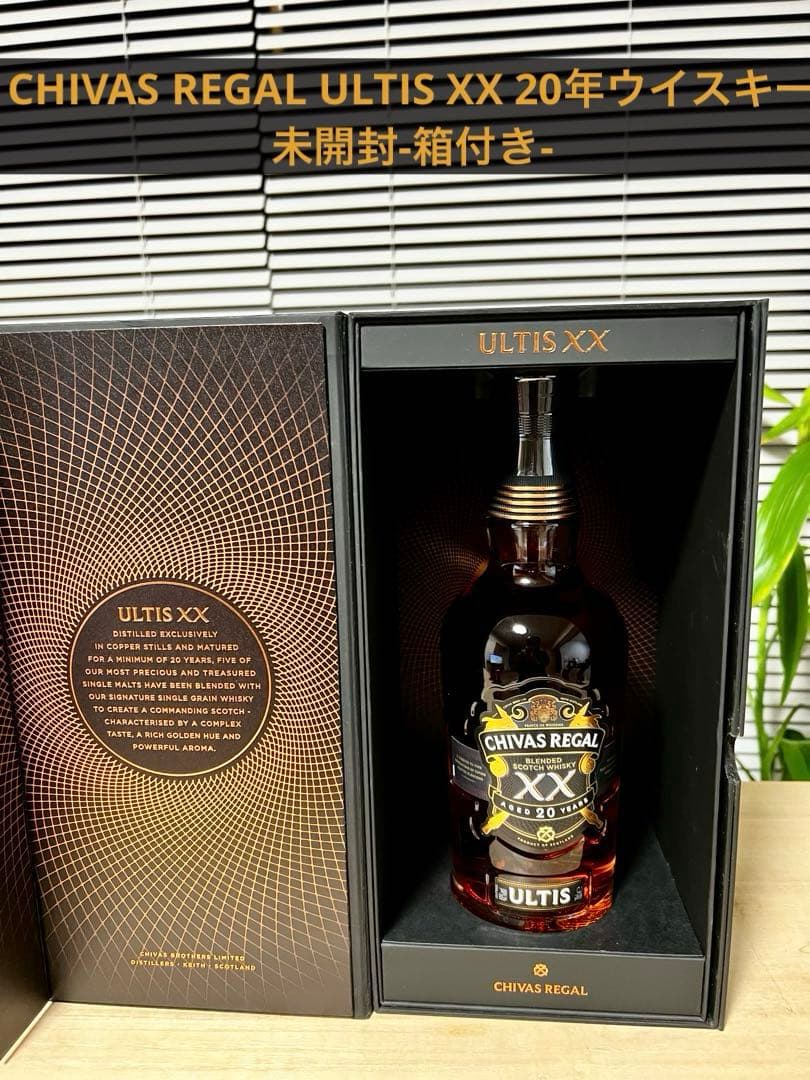 CHIVAS REGAL ULTIS XX 20年ウイスキー
未開封-箱付き-
ULTIS XX
ULTIS XX
DISTILLED EXCLUSIVELY
IN COPPER STILLS AND MATURED
FOR A MINIMUM OF 20 YEARS, FIVE OF
OUR MOST PRECIOUS AND TREASURED
SINGLE MALTS HAVE BEEN BLENDED WITH
OUR SIGNATURE SINGLE GRAIN WHISKY
TO CREATE A COMMANDING SCOTCH -
CHARACTERISED BY A COMPLEX
TASTE, A RICH GOLDEN HUE AND
POWERFUL AROMA.
CHIVAS BROTHERS LIMITED
DISTILLERS • KEITH • SCOTLAND
CHIVAS REGAL
BLENDED
SCOTCH WHISKY
XX
AGED 20 YEARS
PRODUCT OF SCOTLAND
ULTIS
CHIVAS REGAL